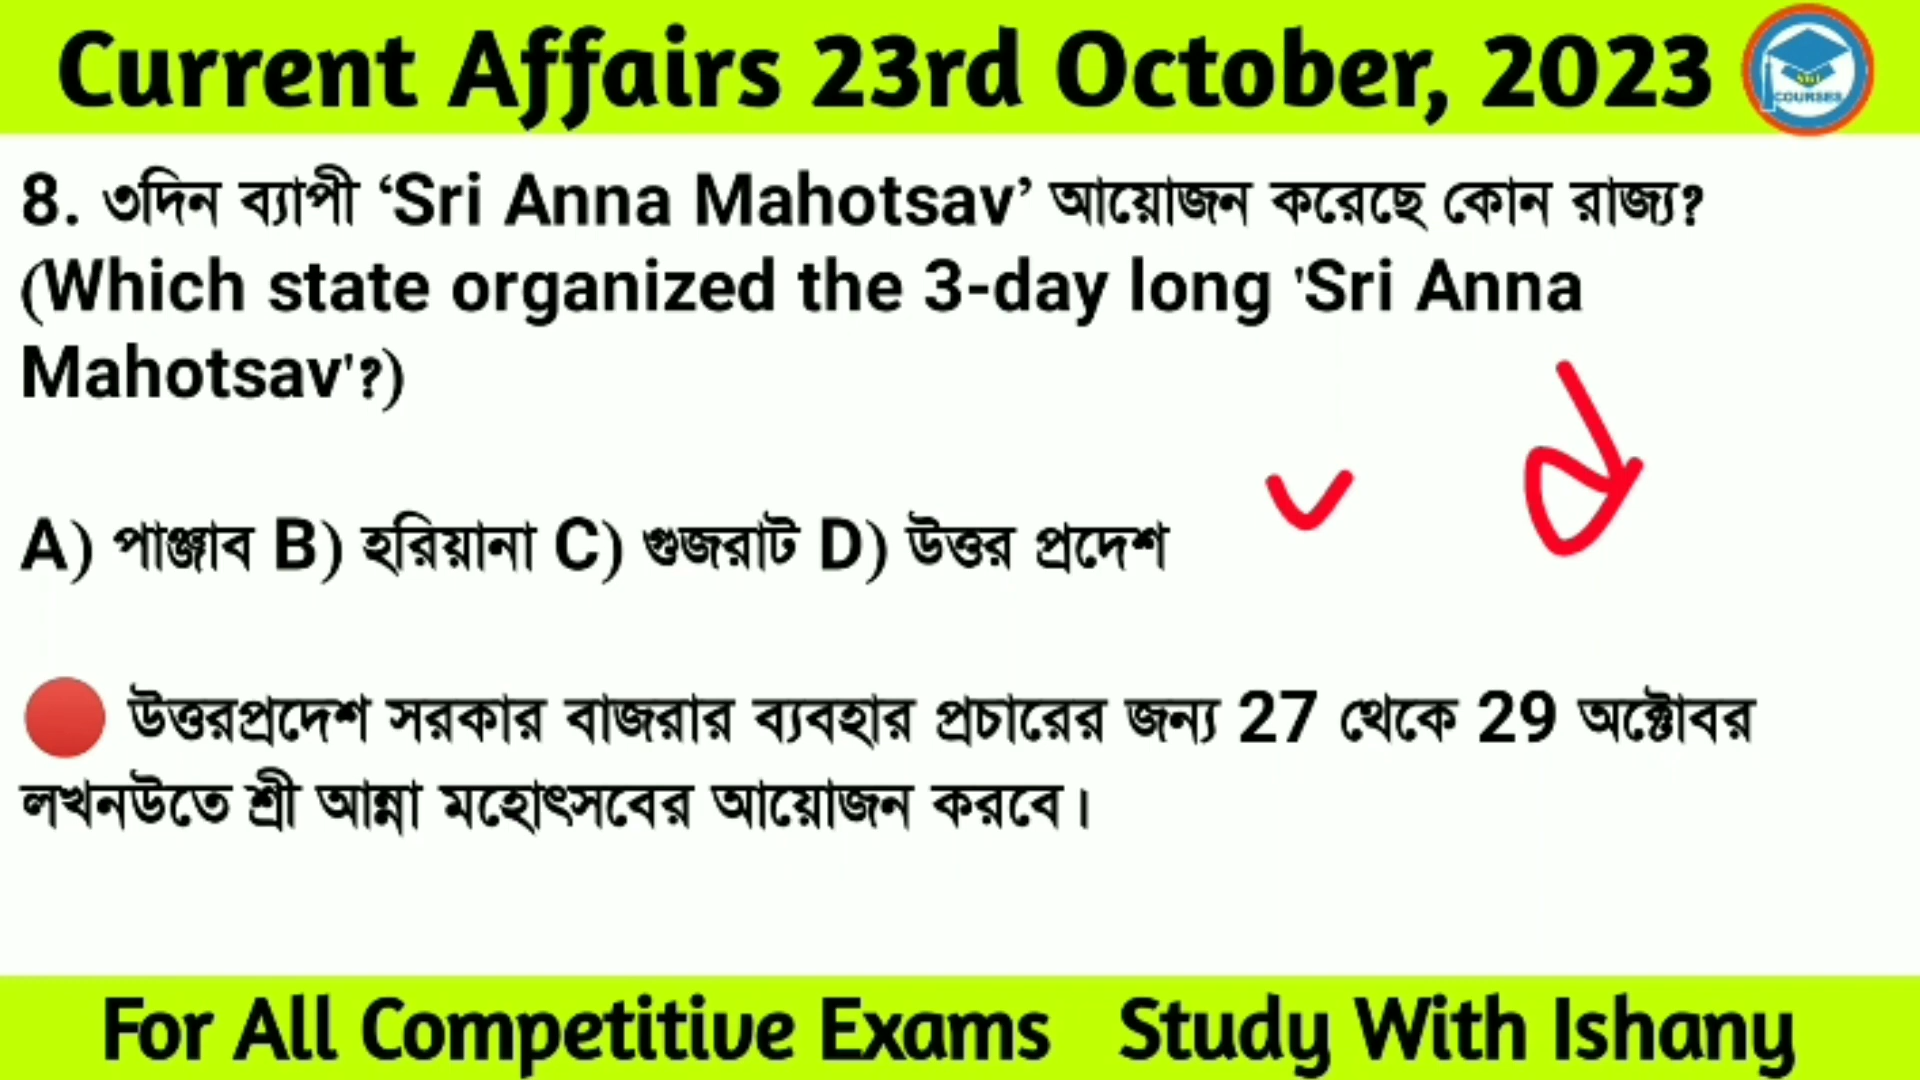 Current Affairs 23rd October, 2023
SRI
COURSES
8. ৩দিন ব্যাপী ‘Sri Anna Mahotsav’ আয়োজন করেছে কোন রাজ্য?
(Which state organized the 3-day long 'Sri Anna
Mahotsav'?)
A) পাঞ্জাব B) হরিয়ানা C) গুজরাট D) উত্তর প্রদেশ
উত্তরপ্রদেশ সরকার বাজরার ব্যবহার প্রচারের জন্য 27 থেকে 29 অক্টোবর
লখনউতে শ্রী আন্না মহোৎসবের আয়োজন করবে।
For All Competitive Exams Study With Ishany